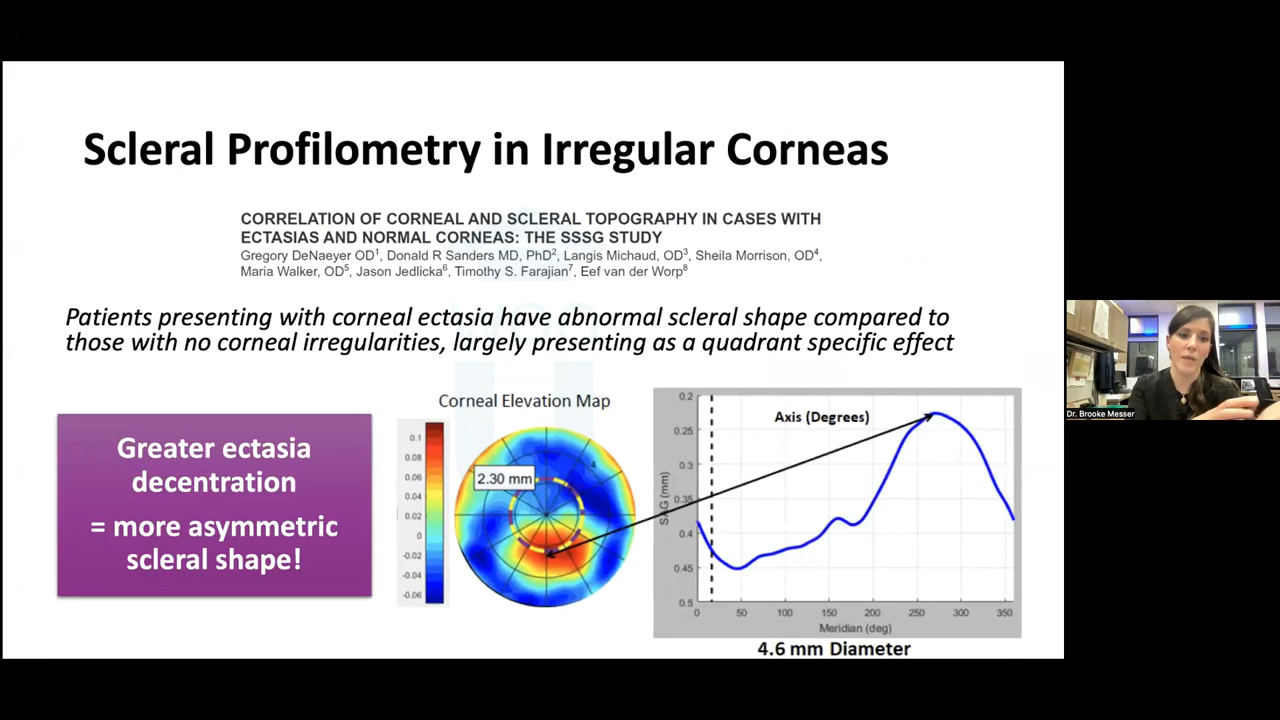 Scleral Profilometry in Irregular Corneas
CORRELATION OF CORNEAL AND SCLERAL TOPOGRAPHY IN CASES WITH
ECTASIAS AND NORMAL CORNEAS: THE SSSG STUDY
Gregory DeNaeyer OD1, Donald R Sanders MD, PhD2, Langis Michaud, OD3, Sheila Morrison, OD4,
Maria Walker, OD5, Jason Jedlicka6, Timothy S. Farajian7, Eef van der Worp8
Patients presenting with corneal ectasia have abnormal scleral shape compared to
those with no corneal irregularities, largely presenting as a quadrant specific effect
Greater ectasia
decentration
= more asymmetric
scleral shape!
Corneal Elevation Map
0.1
0.08
0.06
0.04
0.02
0
-0.02
-0.04
-0.06
2.30 mm
4
Axis (Degrees)
SAG (mm)
0.2
0.25
0.3
0.35
0.4
0.45
0.5
0 50 100 150 200 250 300 350
Meridian (deg)
4.6 mm Diameter
Dr. Brooke Messer